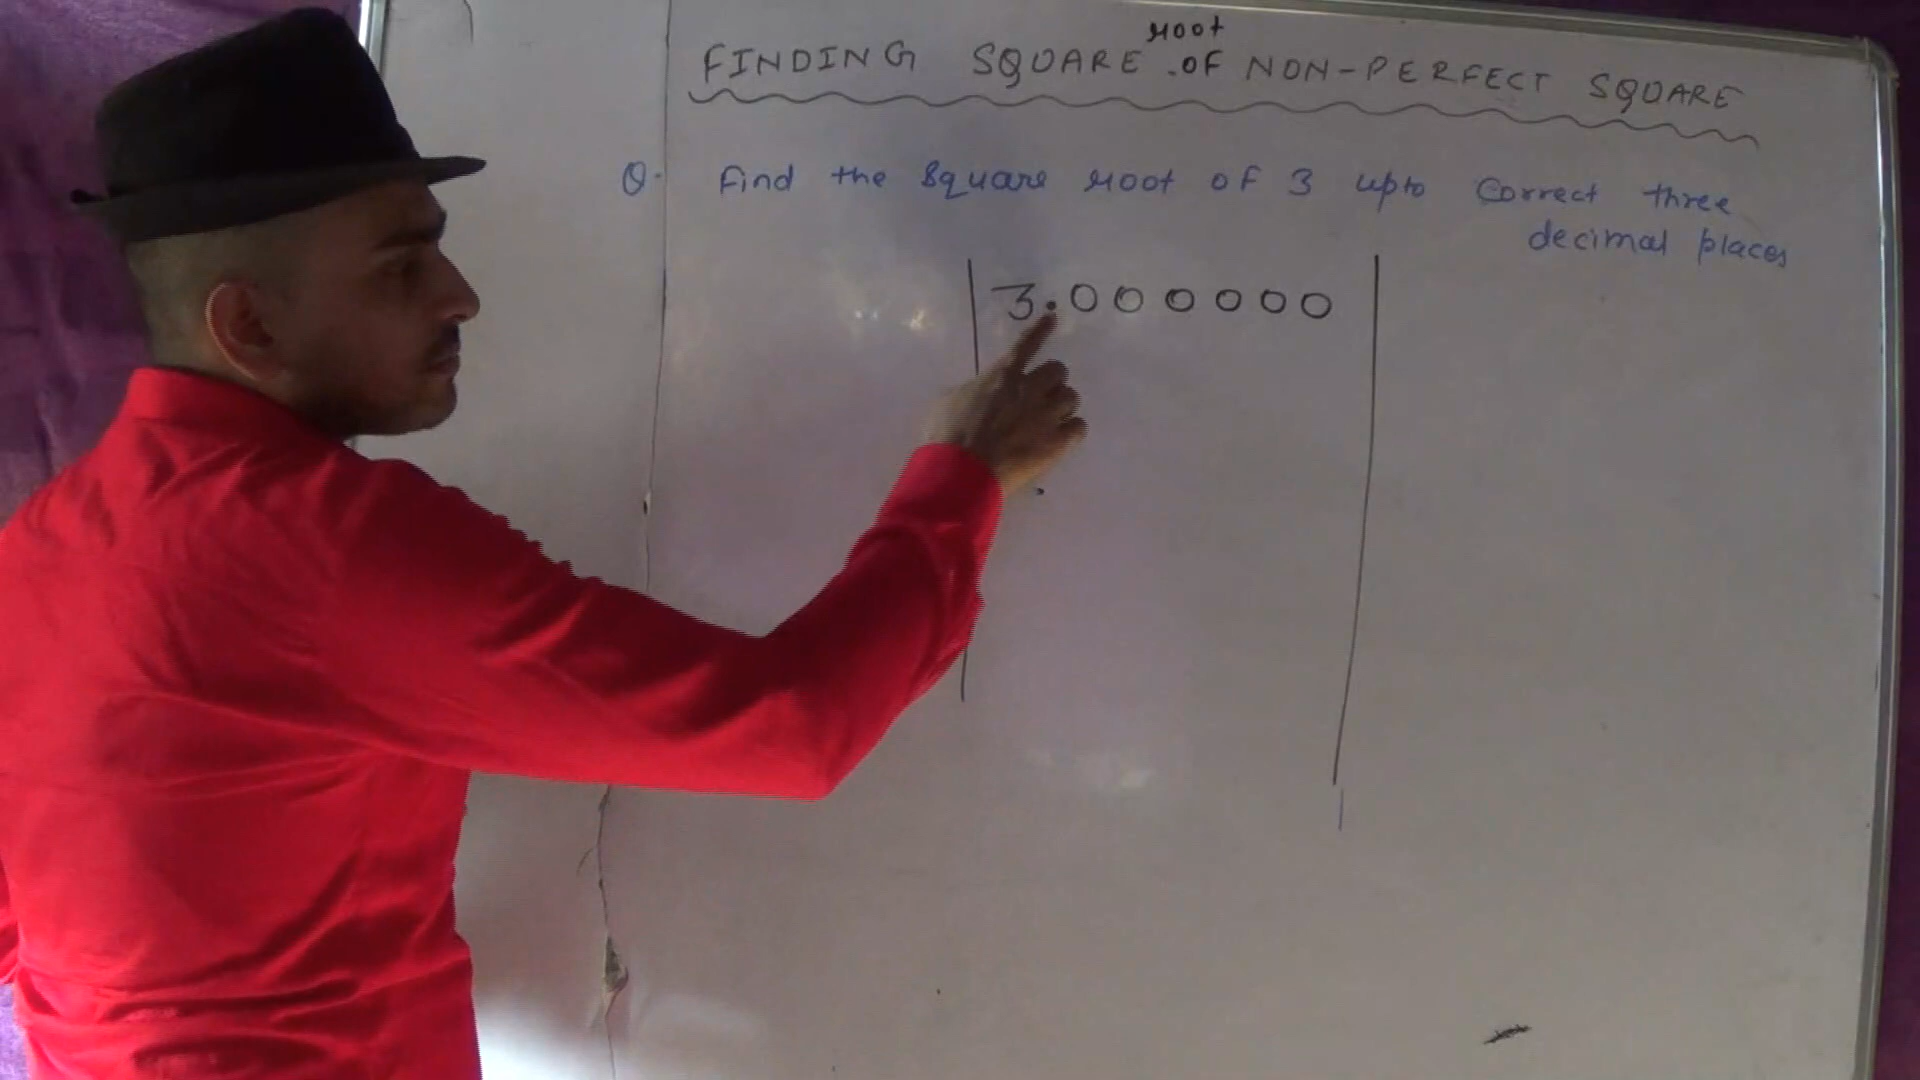 FINDING SQUARE root OF NON-PERFECT SQUARE
Q. Find the square root of 3 upto correct three
decimal places
3.000000